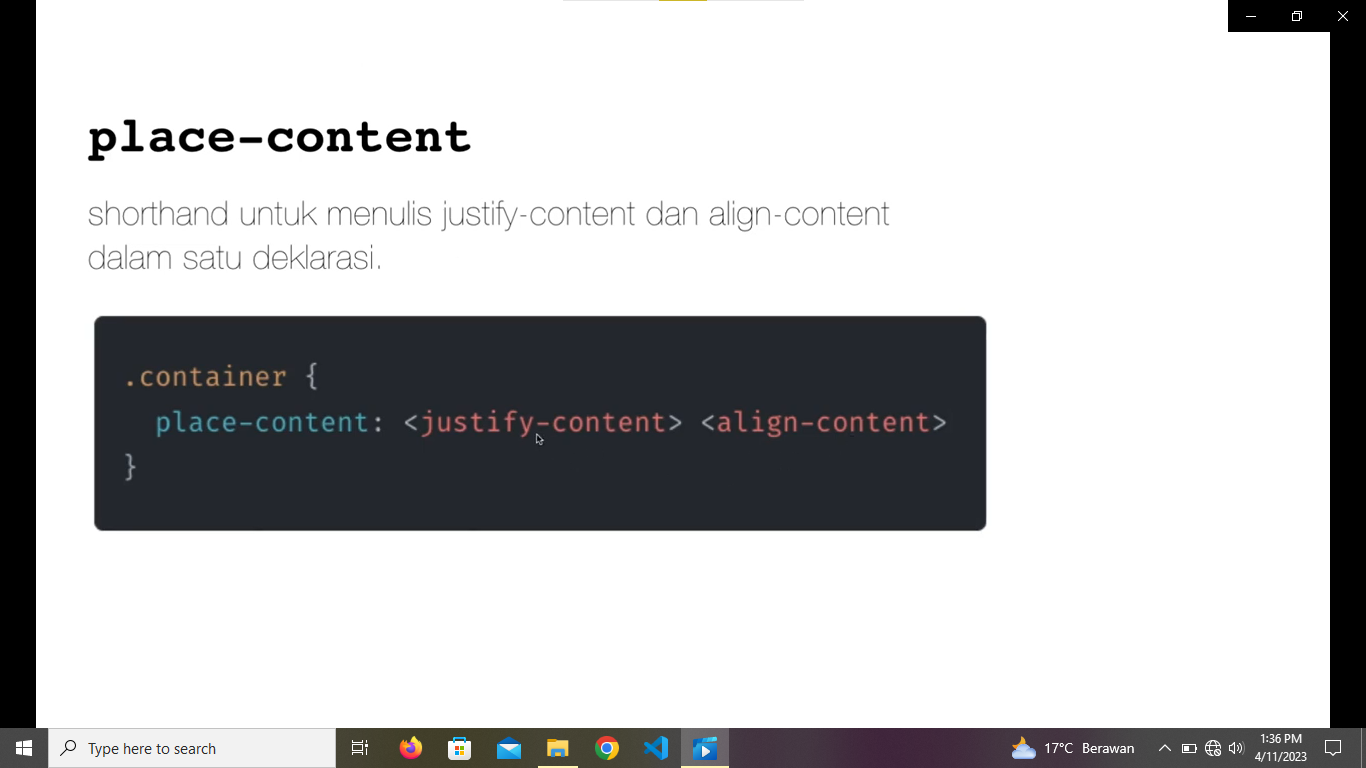 place-content
shorthand untuk menulis justify-content dan align-content
dalam satu deklarasi.
.container {
place-content: <justify-content> <align-content>
}
Type here to search
17°C Berawan
1:36 PM
4/11/2023